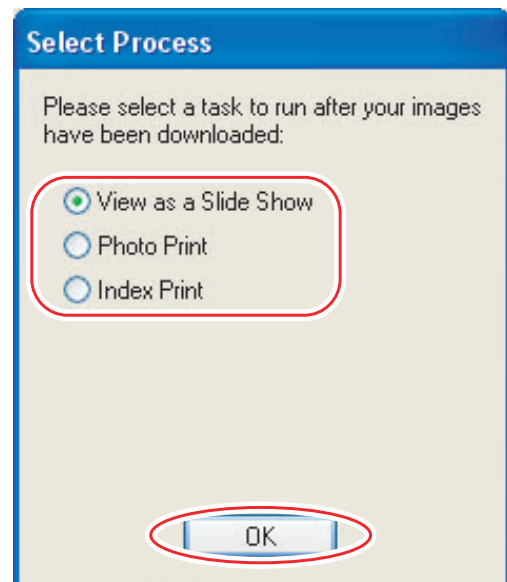 Select Process
Please select a task to run after your images
have been downloaded:
View as a Slide Show
Photo Print
Index Print
OK